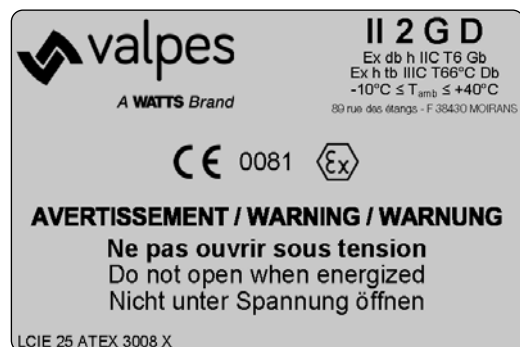 valpes
A WATTS Brand
II 2 G D
Ex db h IIC T6 Gb
Ex h tb IIIC T66°C Db
-10°C ≤ Tamb ≤ +40°C
89 rue des étangs - F 38430 MOIRANS
CE 0081 Ex
AVERTISSEMENT / WARNING / WARNUNG
Ne pas ouvrir sous tension
Do not open when energized
Nicht unter Spannung öffnen
LCIE 25 ATEX 3008 X